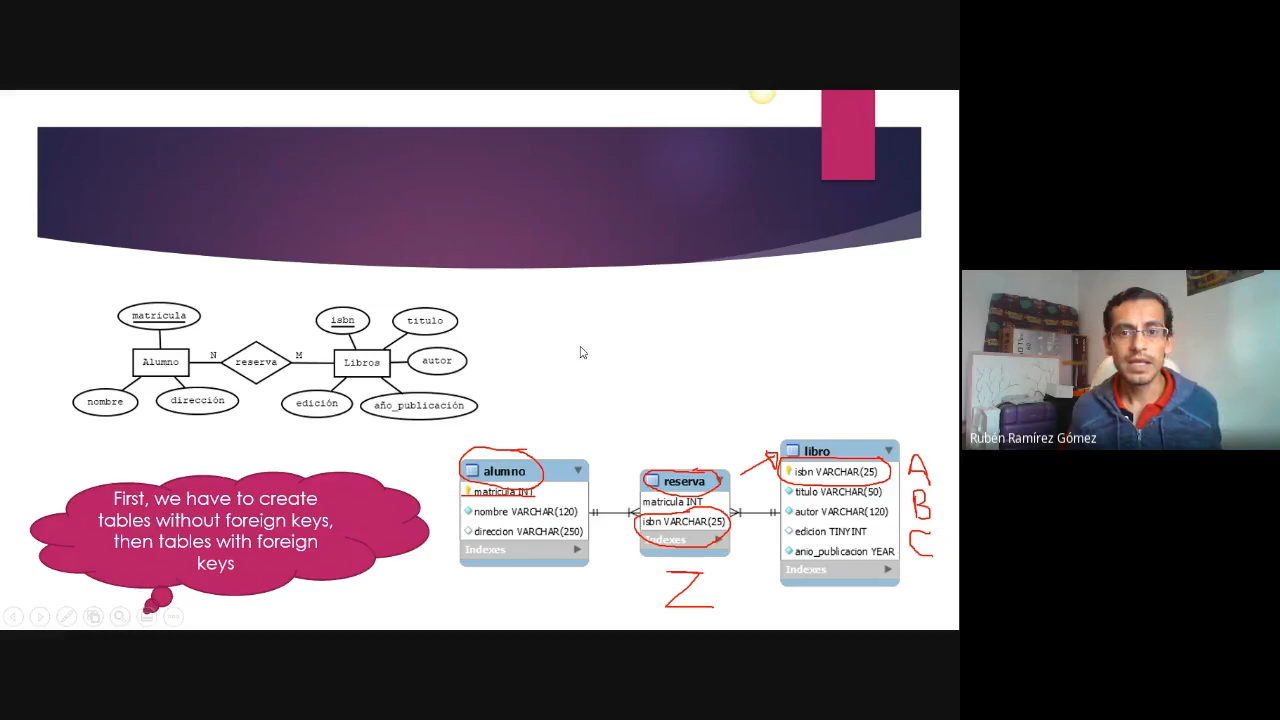 matricula
isbn
titulo
Alumno
N
reserva
M
Libros
autor
nombre
dirección
edición
año_publicación
First, we have to create
tables without foreign keys,
then tables with foreign
keys
alumno
matricula INT
nombre VARCHAR(120)
direccion VARCHAR(250)
Indexes
reserva
matricula INT
isbn VARCHAR(25)
Indexes
Z
libro
isbn VARCHAR(25)
titulo VARCHAR(50)
autor VARCHAR(120)
edicion TINYINT
anio_publicacion YEAR
Indexes
A
B
C
Rubén Ramírez Gómez